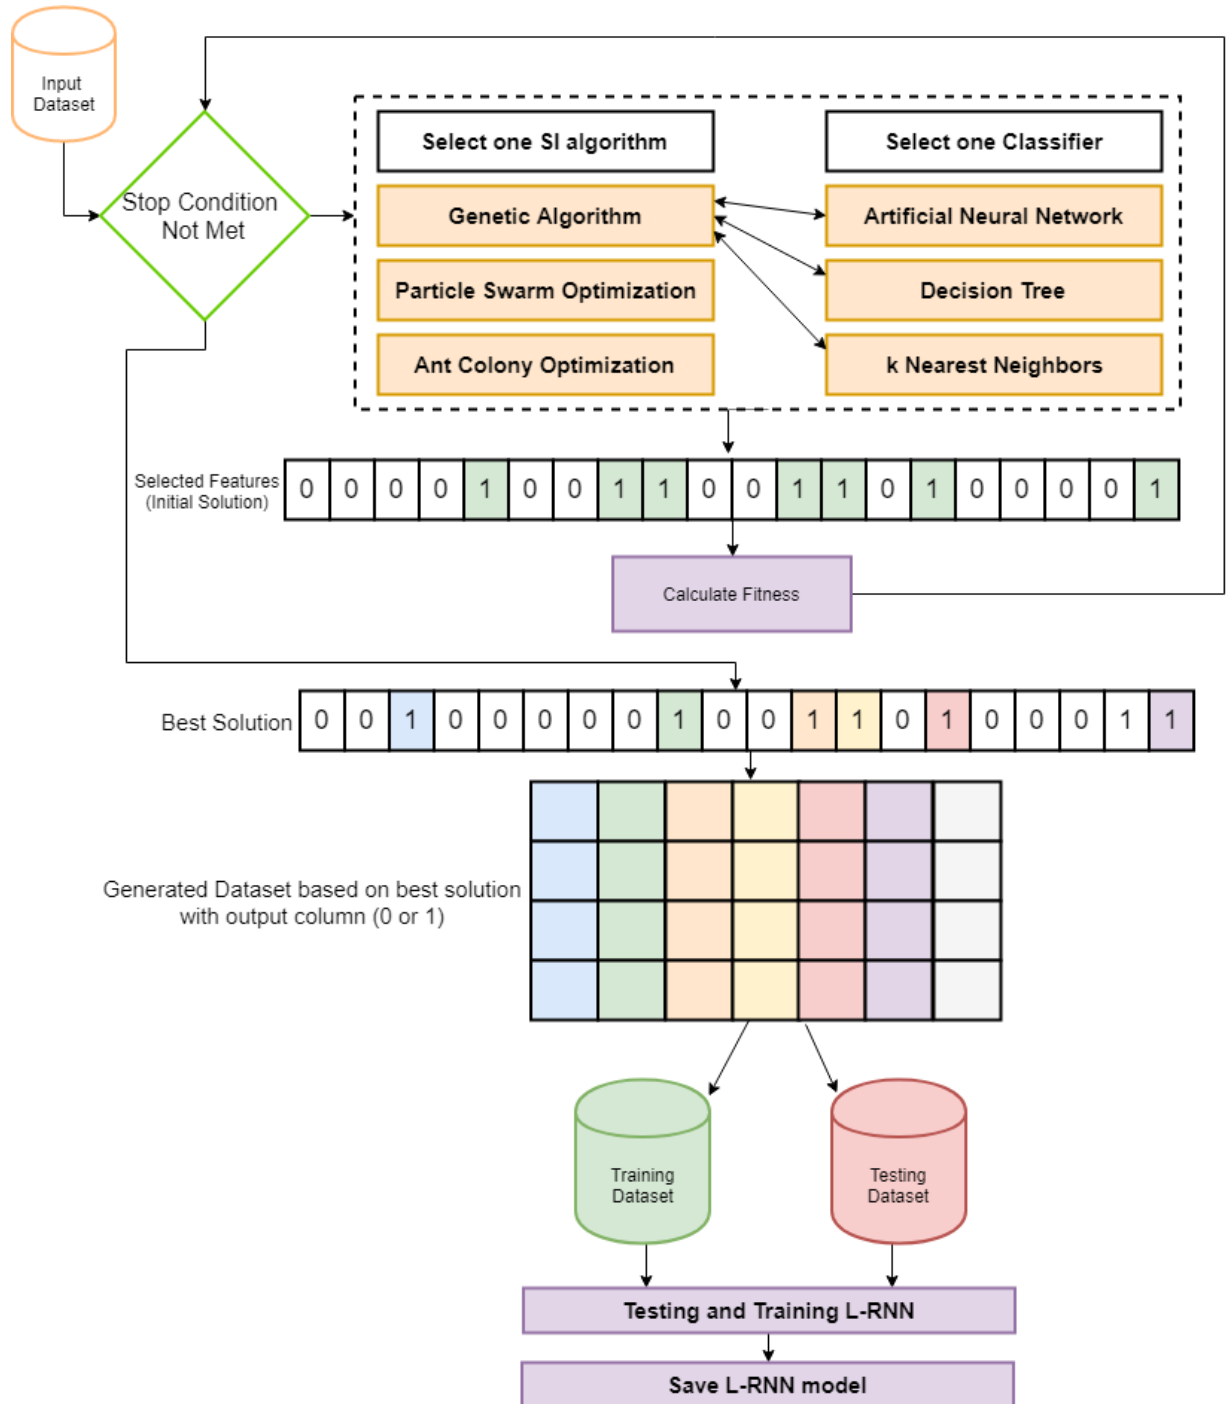 Input
Dataset
Stop Condition
Not Met
Select one SI algorithm
Select one Classifier
Genetic Algorithm
Artificial Neural Network
Particle Swarm Optimization
Decision Tree
Ant Colony Optimization
k Nearest Neighbors
Selected Features
(Initial Solution)
0 0 0 0 1 0 0 1 1 0 0 1 1 0 1 0 0 0 0 1
Calculate Fitness
Best Solution
0 0 1 0 0 0 0 0 1 0 0 1 1 0 1 0 0 0 1 1
Generated Dataset based on best solution
with output column (0 or 1)
Training
Dataset
Testing
Dataset
Testing and Training L-RNN
Save L-RNN model